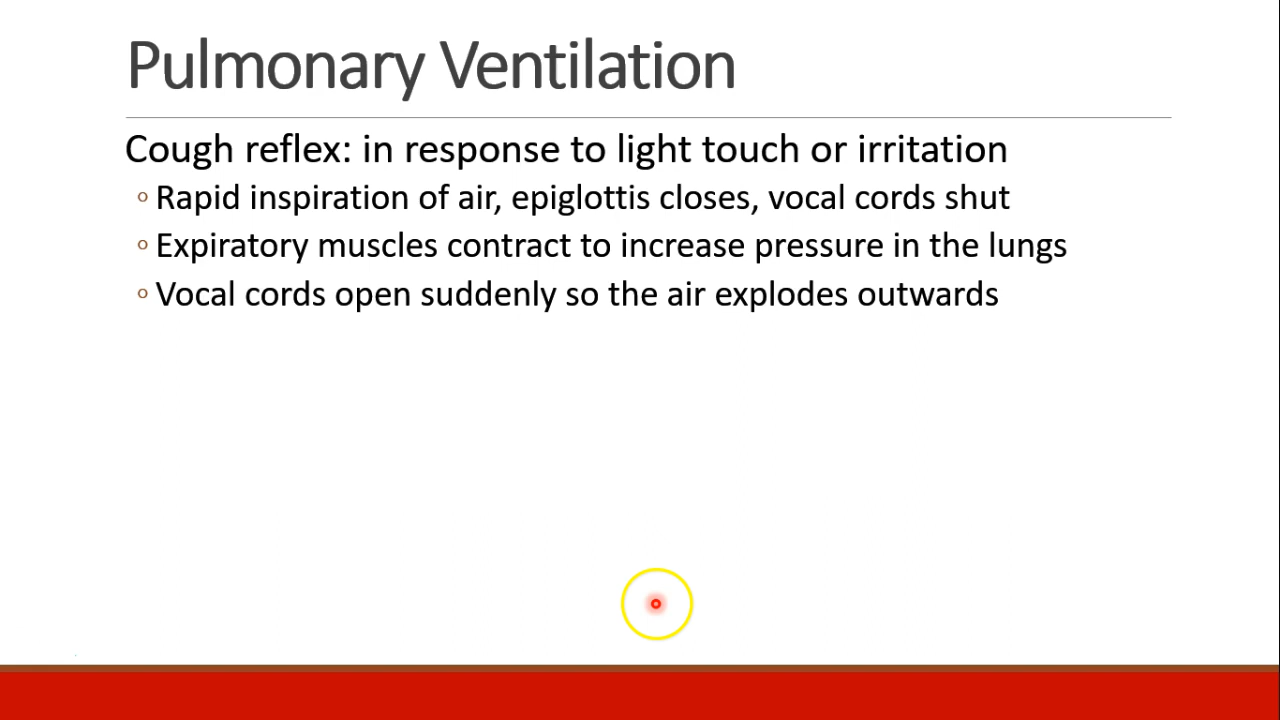 Pulmonary Ventilation
Cough reflex: in response to light touch or irritation
◦ Rapid inspiration of air, epiglottis closes, vocal cords shut
◦ Expiratory muscles contract to increase pressure in the lungs
◦ Vocal cords open suddenly so the air explodes outwards